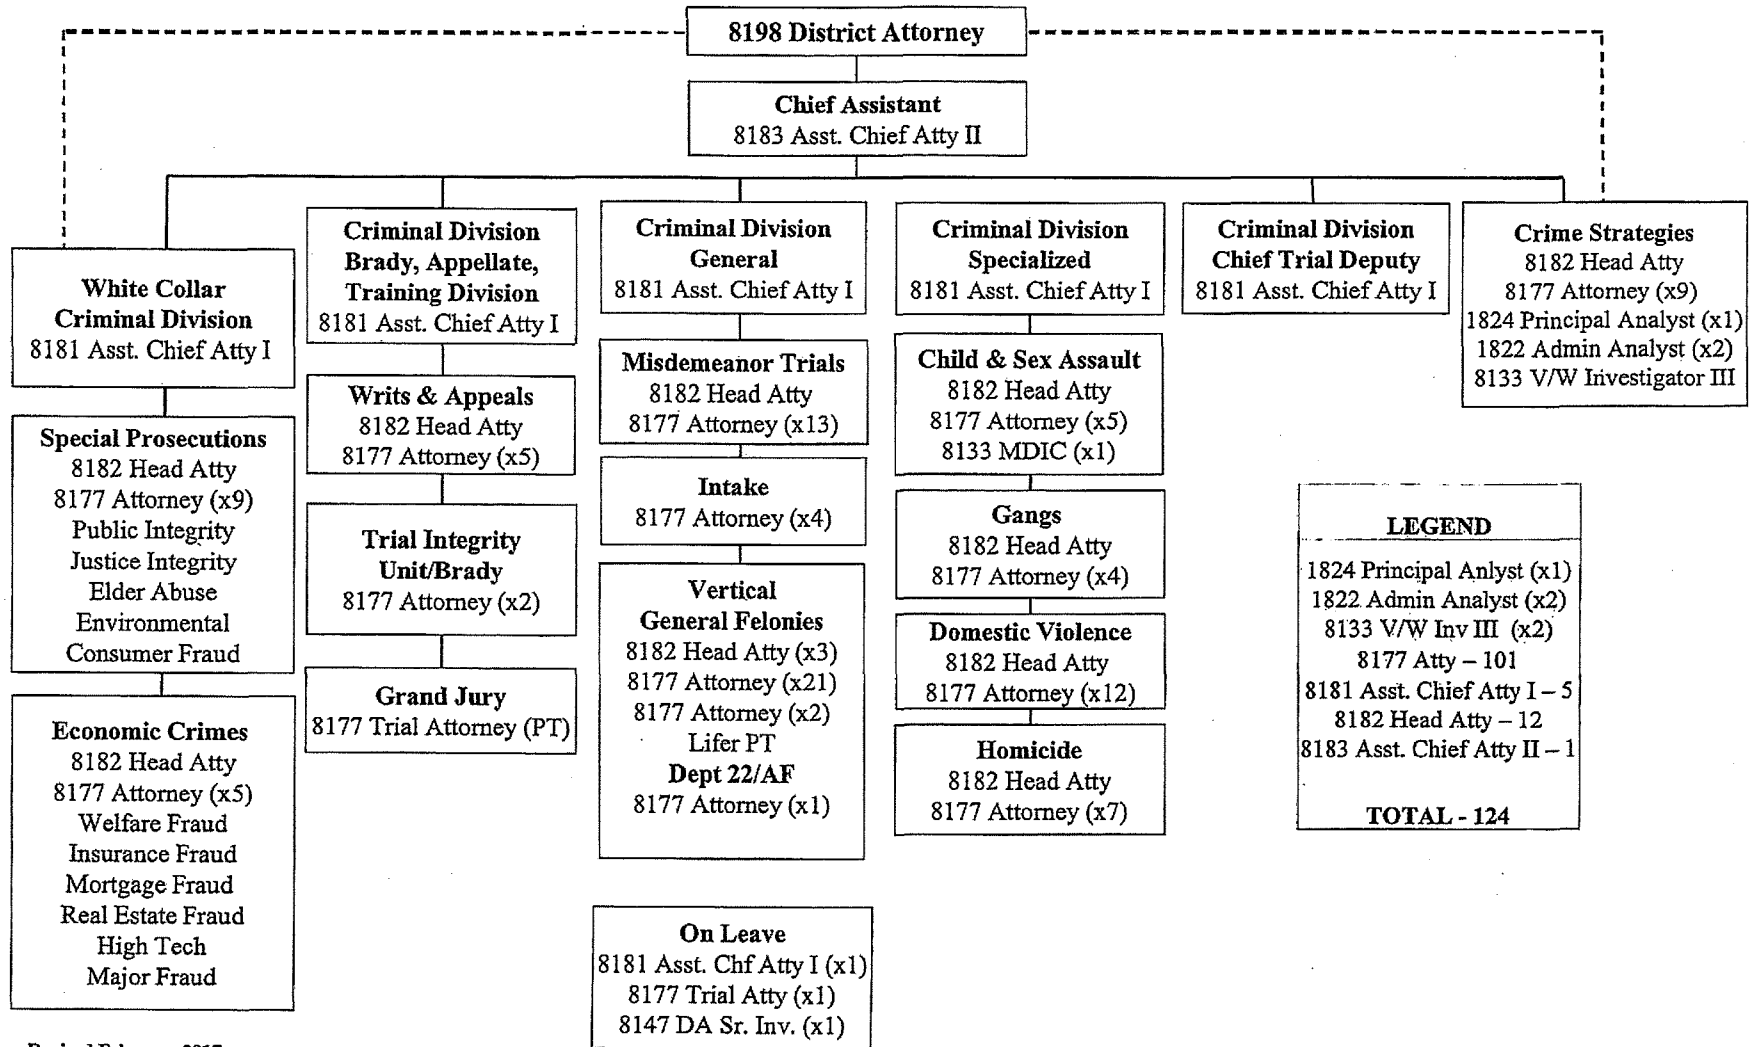 8198 District Attorney
Chief Assistant
8183 Asst. Chief Atty II
White Collar
Criminal Division
8181 Asst. Chief Atty I
Special Prosecutions
8182 Head Atty
8177 Attorney (x9)
Public Integrity
Justice Integrity
Elder Abuse
Environmental
Consumer Fraud
Economic Crimes
8182 Head Atty
8177 Attorney (x5)
Welfare Fraud
Insurance Fraud
Mortgage Fraud
Real Estate Fraud
High Tech
Major Fraud
Criminal Division
Brady, Appellate,
Training Division
8181 Asst. Chief Atty I
Writs & Appeals
8182 Head Atty
8177 Attorney (x5)
Trial Integrity
Unit/Brady
8177 Attorney (x2)
Grand Jury
8177 Trial Attorney (PT)
Criminal Division
General
8181 Asst. Chief Atty I
Misdemeanor Trials
8182 Head Atty
8177 Attorney (x13)
Intake
8177 Attorney (x4)
Vertical
General Felonies
8182 Head Atty (x3)
8177 Attorney (x21)
8177 Attorney (x2)
Lifer PT
Dept 22/AF
8177 Attorney (x1)
On Leave
8181 Asst. Chf Atty I (x1)
8177 Trial Atty (x1)
8147 DA Sr. Inv. (x1)
Criminal Division
Specialized
8181 Asst. Chief Atty I
Child & Sex Assault
8182 Head Atty
8177 Attorney (x5)
8133 MDIC (x1)
Gangs
8182 Head Atty
8177 Attorney (x4)
Domestic Violence
8182 Head Atty
8177 Attorney (x12)
Homicide
8182 Head Atty
8177 Attorney (x7)
Criminal Division
Chief Trial Deputy
8181 Asst. Chief Atty I
Crime Strategies
8182 Head Atty
8177 Attorney (x9)
1824 Principal Analyst (x1)
1822 Admin Analyst (x2)
8133 V/W Investigator III
LEGEND
1824 Principal Anlyst (x1)
1822 Admin Analyst (x2)
8133 V/W Inv III (x2)
8177 Atty – 101
8181 Asst. Chief Atty I – 5
8182 Head Atty – 12
8183 Asst. Chief Atty II – 1
TOTAL - 124